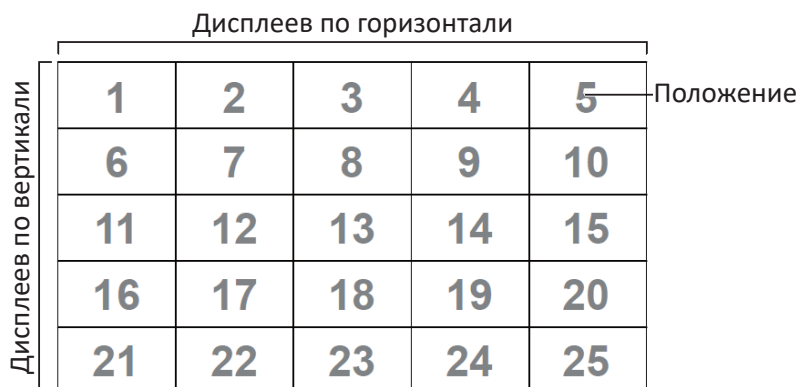 Дисплеев по горизонтали
Дисплеев по вертикали
1 2 3 4 5 Положение
6 7 8 9 10
11 12 13 14 15
16 17 18 19 20
21 22 23 24 25